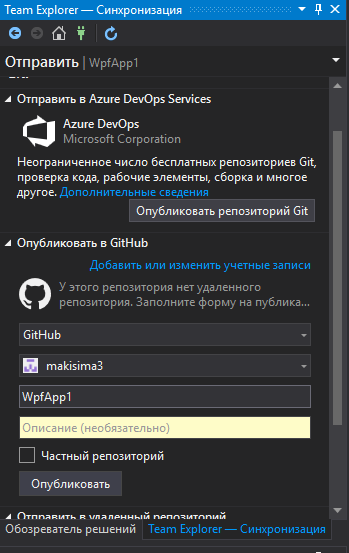 Team Explorer — Синхронизация
Отправить | WpfApp1
Отправить в Azure DevOps Services
Azure DevOps
Microsoft Corporation
Неограниченное число бесплатных репозиториев Git,
проверка кода, рабочие элементы, сборка и многое
другое. Дополнительные сведения
Опубликовать репозиторий Git
Опубликовать в GitHub
Добавить или изменить учетные записи
У этого репозитория нет удаленного
репозитория. Заполните форму на публика...
GitHub
makisima3
WpfApp1
Описание (необязательно)
Частный репозиторий
Опубликовать
Отправить в удаленный репозиторий
Обозреватель решений Team Explorer — Синхронизация